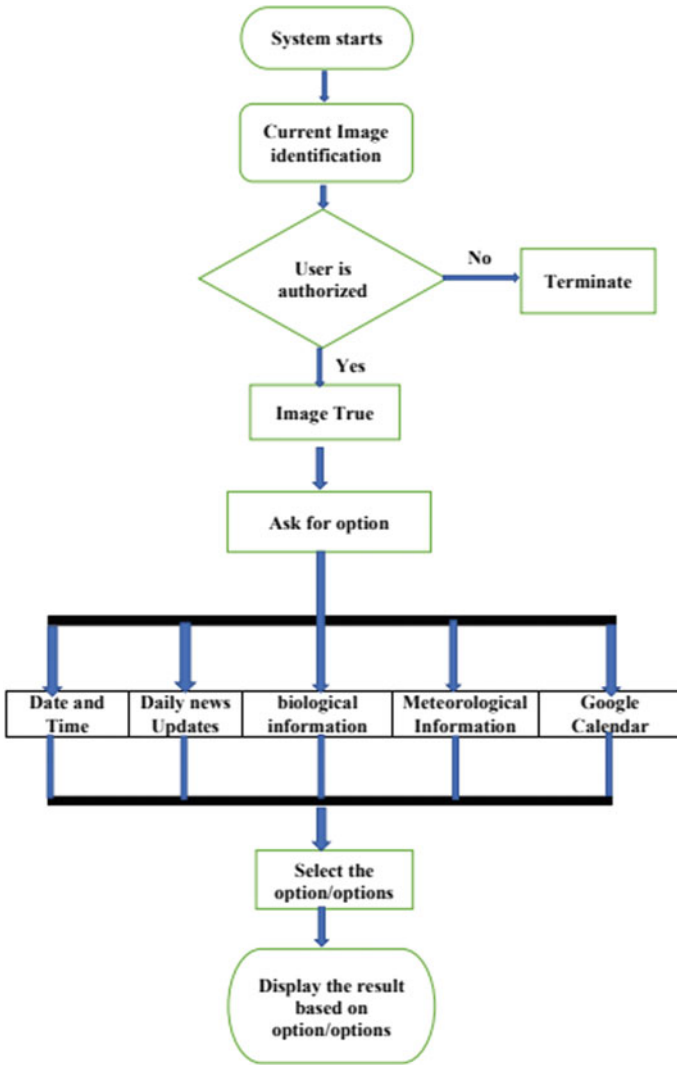 System starts
Current Image
identification
User is
authorized
No
Terminate
Yes
Image True
Ask for option
Date and
Time
Daily news
Updates
biological
information
Meteorological
Information
Google
Calendar
Select the
option/options
Display the result
based on
option/options